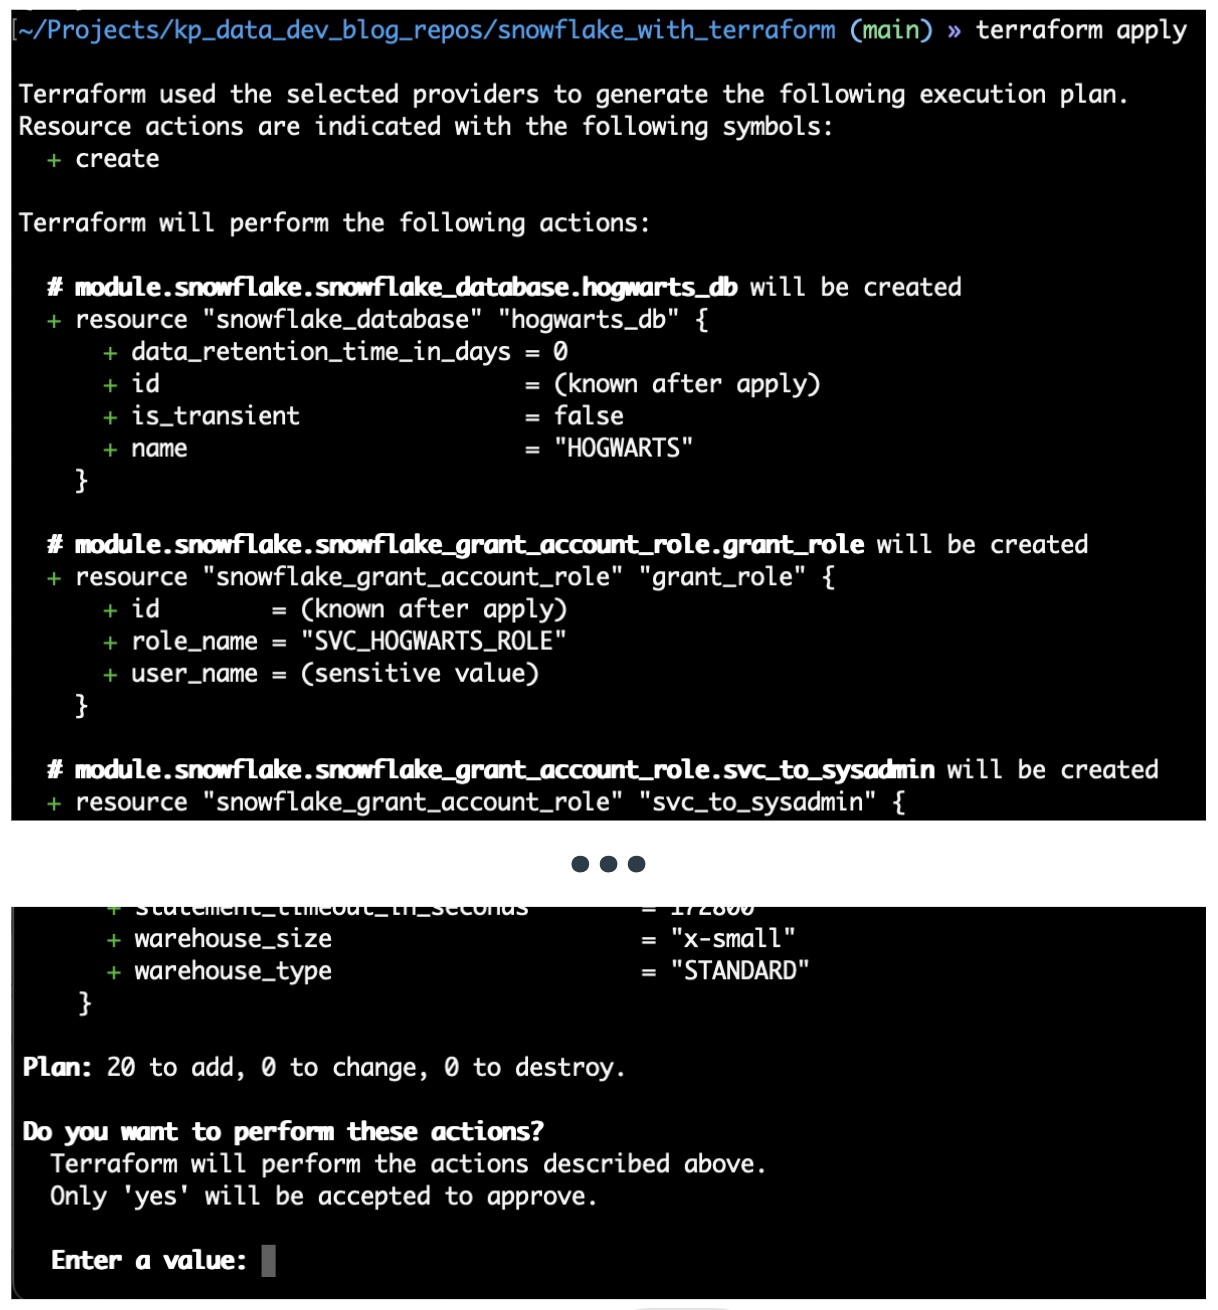 [~/Projects/kp_data_dev_blog_repos/snowflake_with_terraform (main) » terraform apply
Terraform used the selected providers to generate the following execution plan.
Resource actions are indicated with the following symbols:
  + create
Terraform will perform the following actions:
  # module.snowflake.snowflake_database.hogwarts_db will be created
  + resource "snowflake_database" "hogwarts_db" {
      + data_retention_time_in_days = 0
      + id                          = (known after apply)
      + is_transient                = false
      + name                        = "HOGWARTS"
    }
  # module.snowflake.snowflake_grant_account_role.grant_role will be created
  + resource "snowflake_grant_account_role" "grant_role" {
      + id        = (known after apply)
      + role_name = "SVC_HOGWARTS_ROLE"
      + user_name = (sensitive value)
    }
  # module.snowflake.snowflake_grant_account_role.svc_to_sysadmin will be created
  + resource "snowflake_grant_account_role" "svc_to_sysadmin" {
•••
      + statement_timeout_in_seconds        = 172800
      + warehouse_size                      = "x-small"
      + warehouse_type                      = "STANDARD"
    }
Plan: 20 to add, 0 to change, 0 to destroy.
Do you want to perform these actions?
  Terraform will perform the actions described above.
  Only 'yes' will be accepted to approve.
  Enter a value: